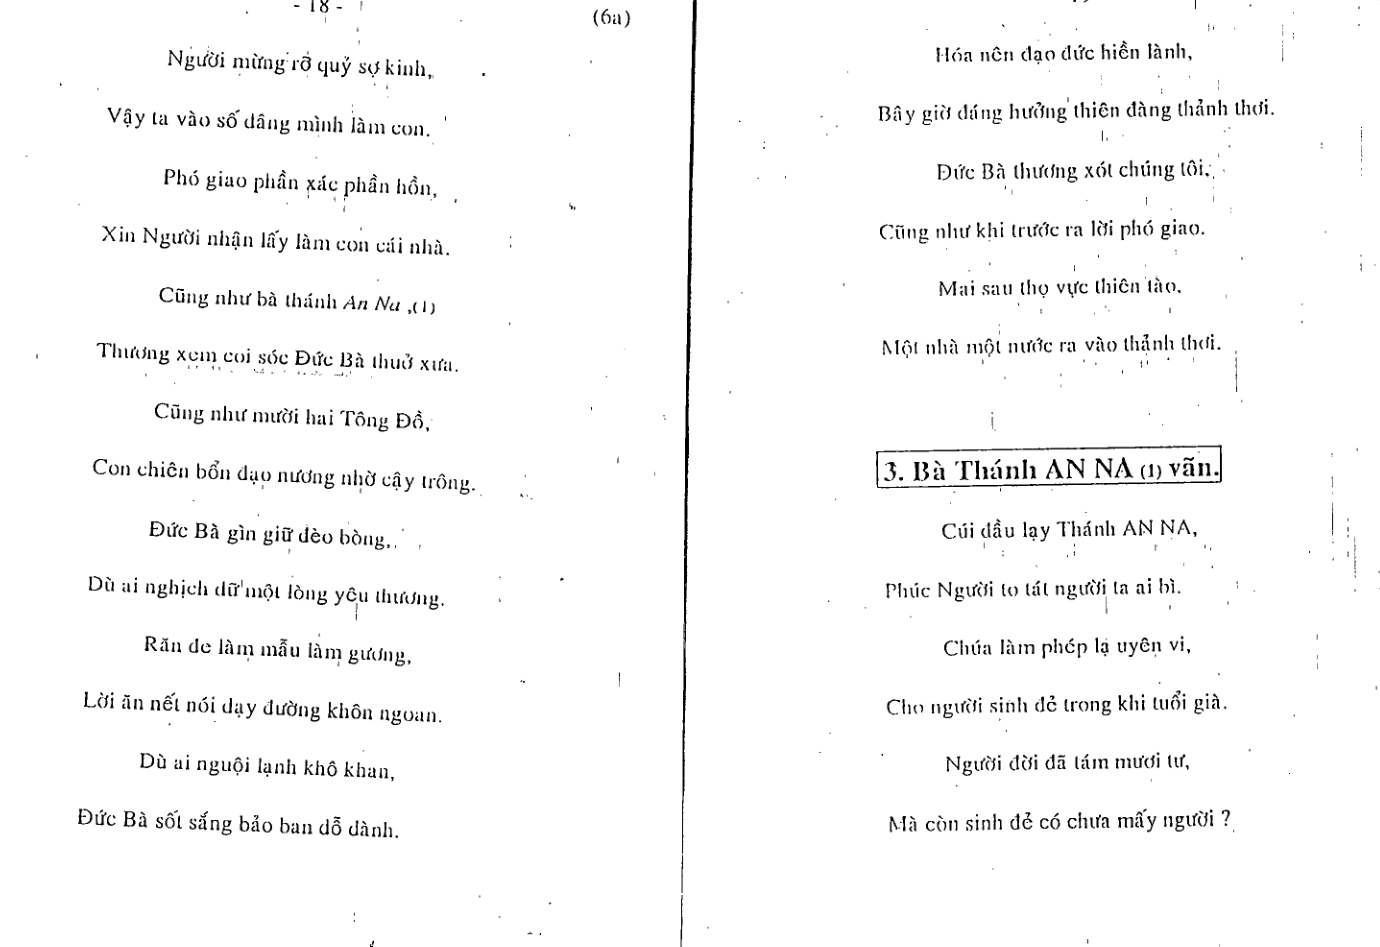 - 18 -
(6a)
Người mừng rỡ quỷ sợ kinh,
Vậy ta vào số dâng mình làm con.
Phó giao phần xác phần hồn,
Xin Người nhận lấy làm con cái nhà.
Cũng như bà thánh An Na ,(1)
Thương xem coi sóc Đức Bà thuở xưa.
Cũng như mười hai Tông Đồ,
Con chiên bổn đạo nương nhờ cậy trông.
Đức Bà gìn giữ đèo bòng,
Dù ai nghịch dữ một lòng yêu thương.
Răn đe làm mẫu làm gương,
Lời ăn nết nói dạy đường khôn ngoan.
Dù ai nguội lạnh khô khan,
Đức Bà sốt sắng bảo ban dỗ dành.
Hóa nên đạo đức hiền lành,
Bây giờ đáng hưởng thiên đàng thảnh thơi.
Đức Bà thương xót chúng tôi,
Cũng như khi trước ra lời phó giao.
Mai sau thọ vực thiên tào,
Một nhà một nước ra vào thảnh thơi.
3. Bà Thánh AN NA (1) vãn.
Cúi đầu lạy Thánh AN NA,
Phúc Người to tát người ta ai bì.
Chúa làm phép lạ uyên vi,
Cho người sinh đẻ trong khi tuổi già.
Người đời đã tám mươi tư,
Mà còn sinh đẻ có chưa mấy người ?